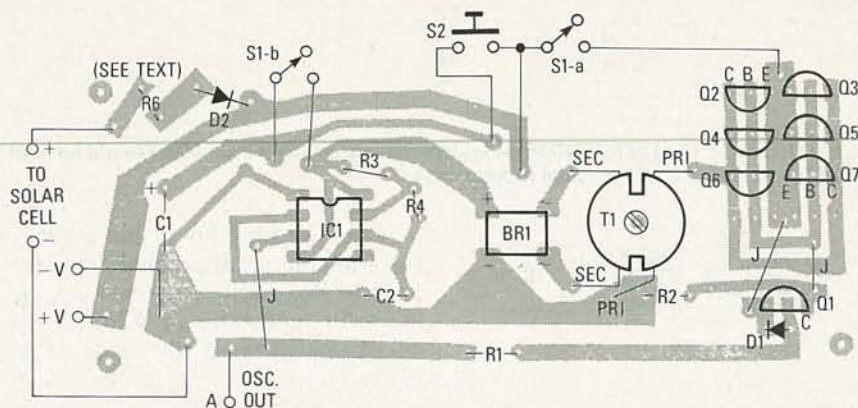 S2
S1-b
S1-a
(SEE TEXT)
R6
D2
C B E
Q2
Q3
Q4
Q5
Q6
Q7
E B C
+
TO
SOLAR
CELL
−
−V
+V
+
C1
R3
R4
IC1
+
−
BR1
−
SEC
PRI
T1
SEC
PRI
J
C2
R2
J
J
Q1
C
D1
R1
A
OSC.
OUT